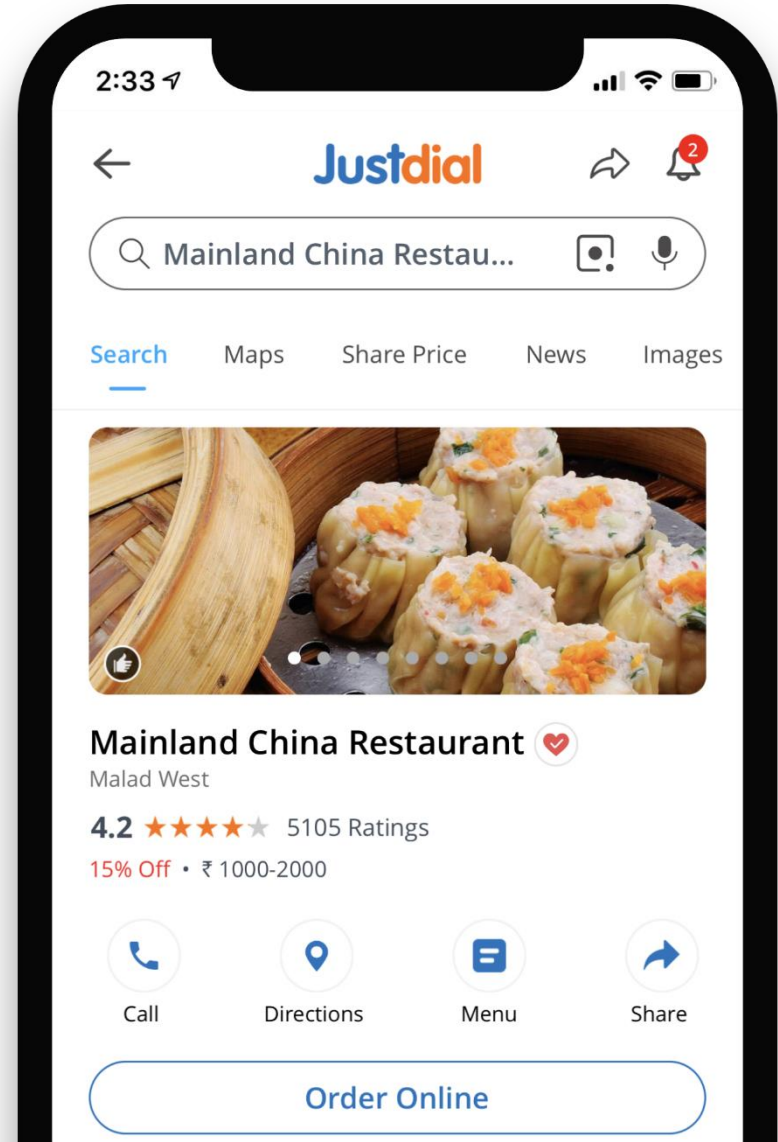 2:33
Justdial
2
Mainland China Restau...
Search Maps Share Price News Images
Mainland China Restaurant
Malad West
4.2 5105 Ratings
15% Off • ₹ 1000-2000
Call Directions Menu Share
Order Online